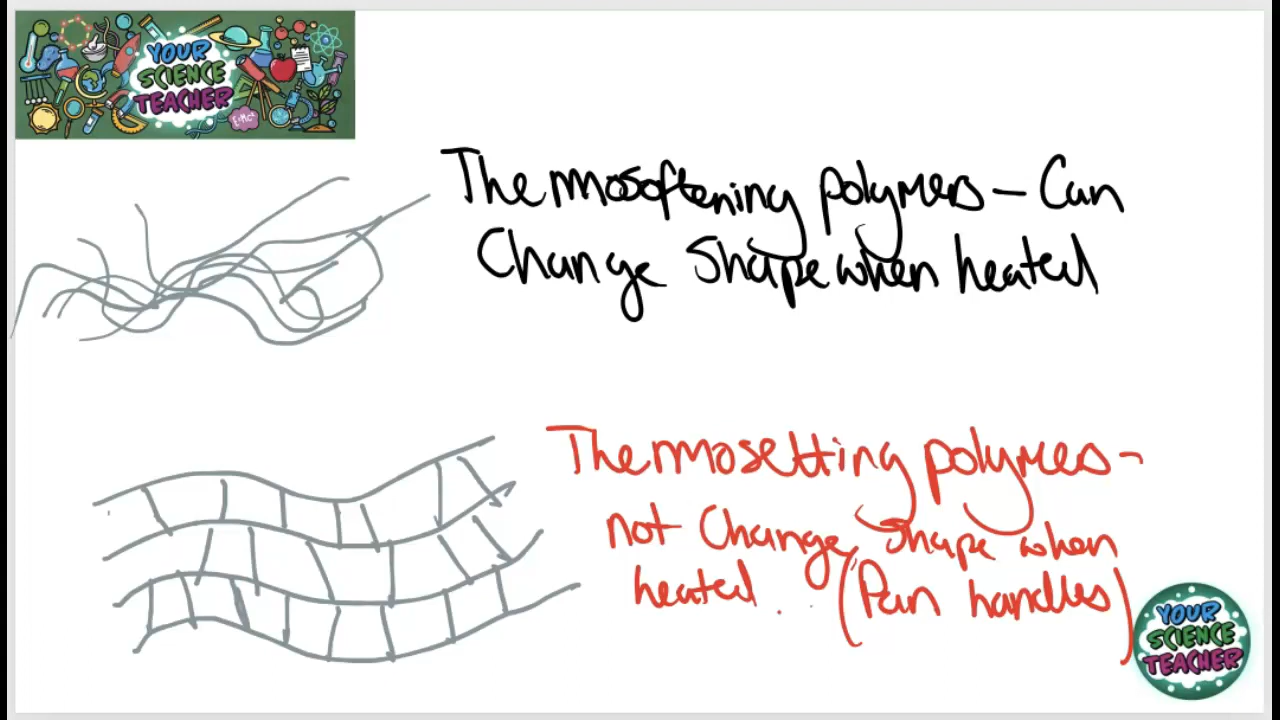 YOUR
SCIENCE
TEACHER
E=MC²
Thermosoftening polymers – Can
Change Shape when heated
Thermosetting polymers –
not Change Shape when
heated. (Pan handles)
YOUR
SCIENCE
TEACHER